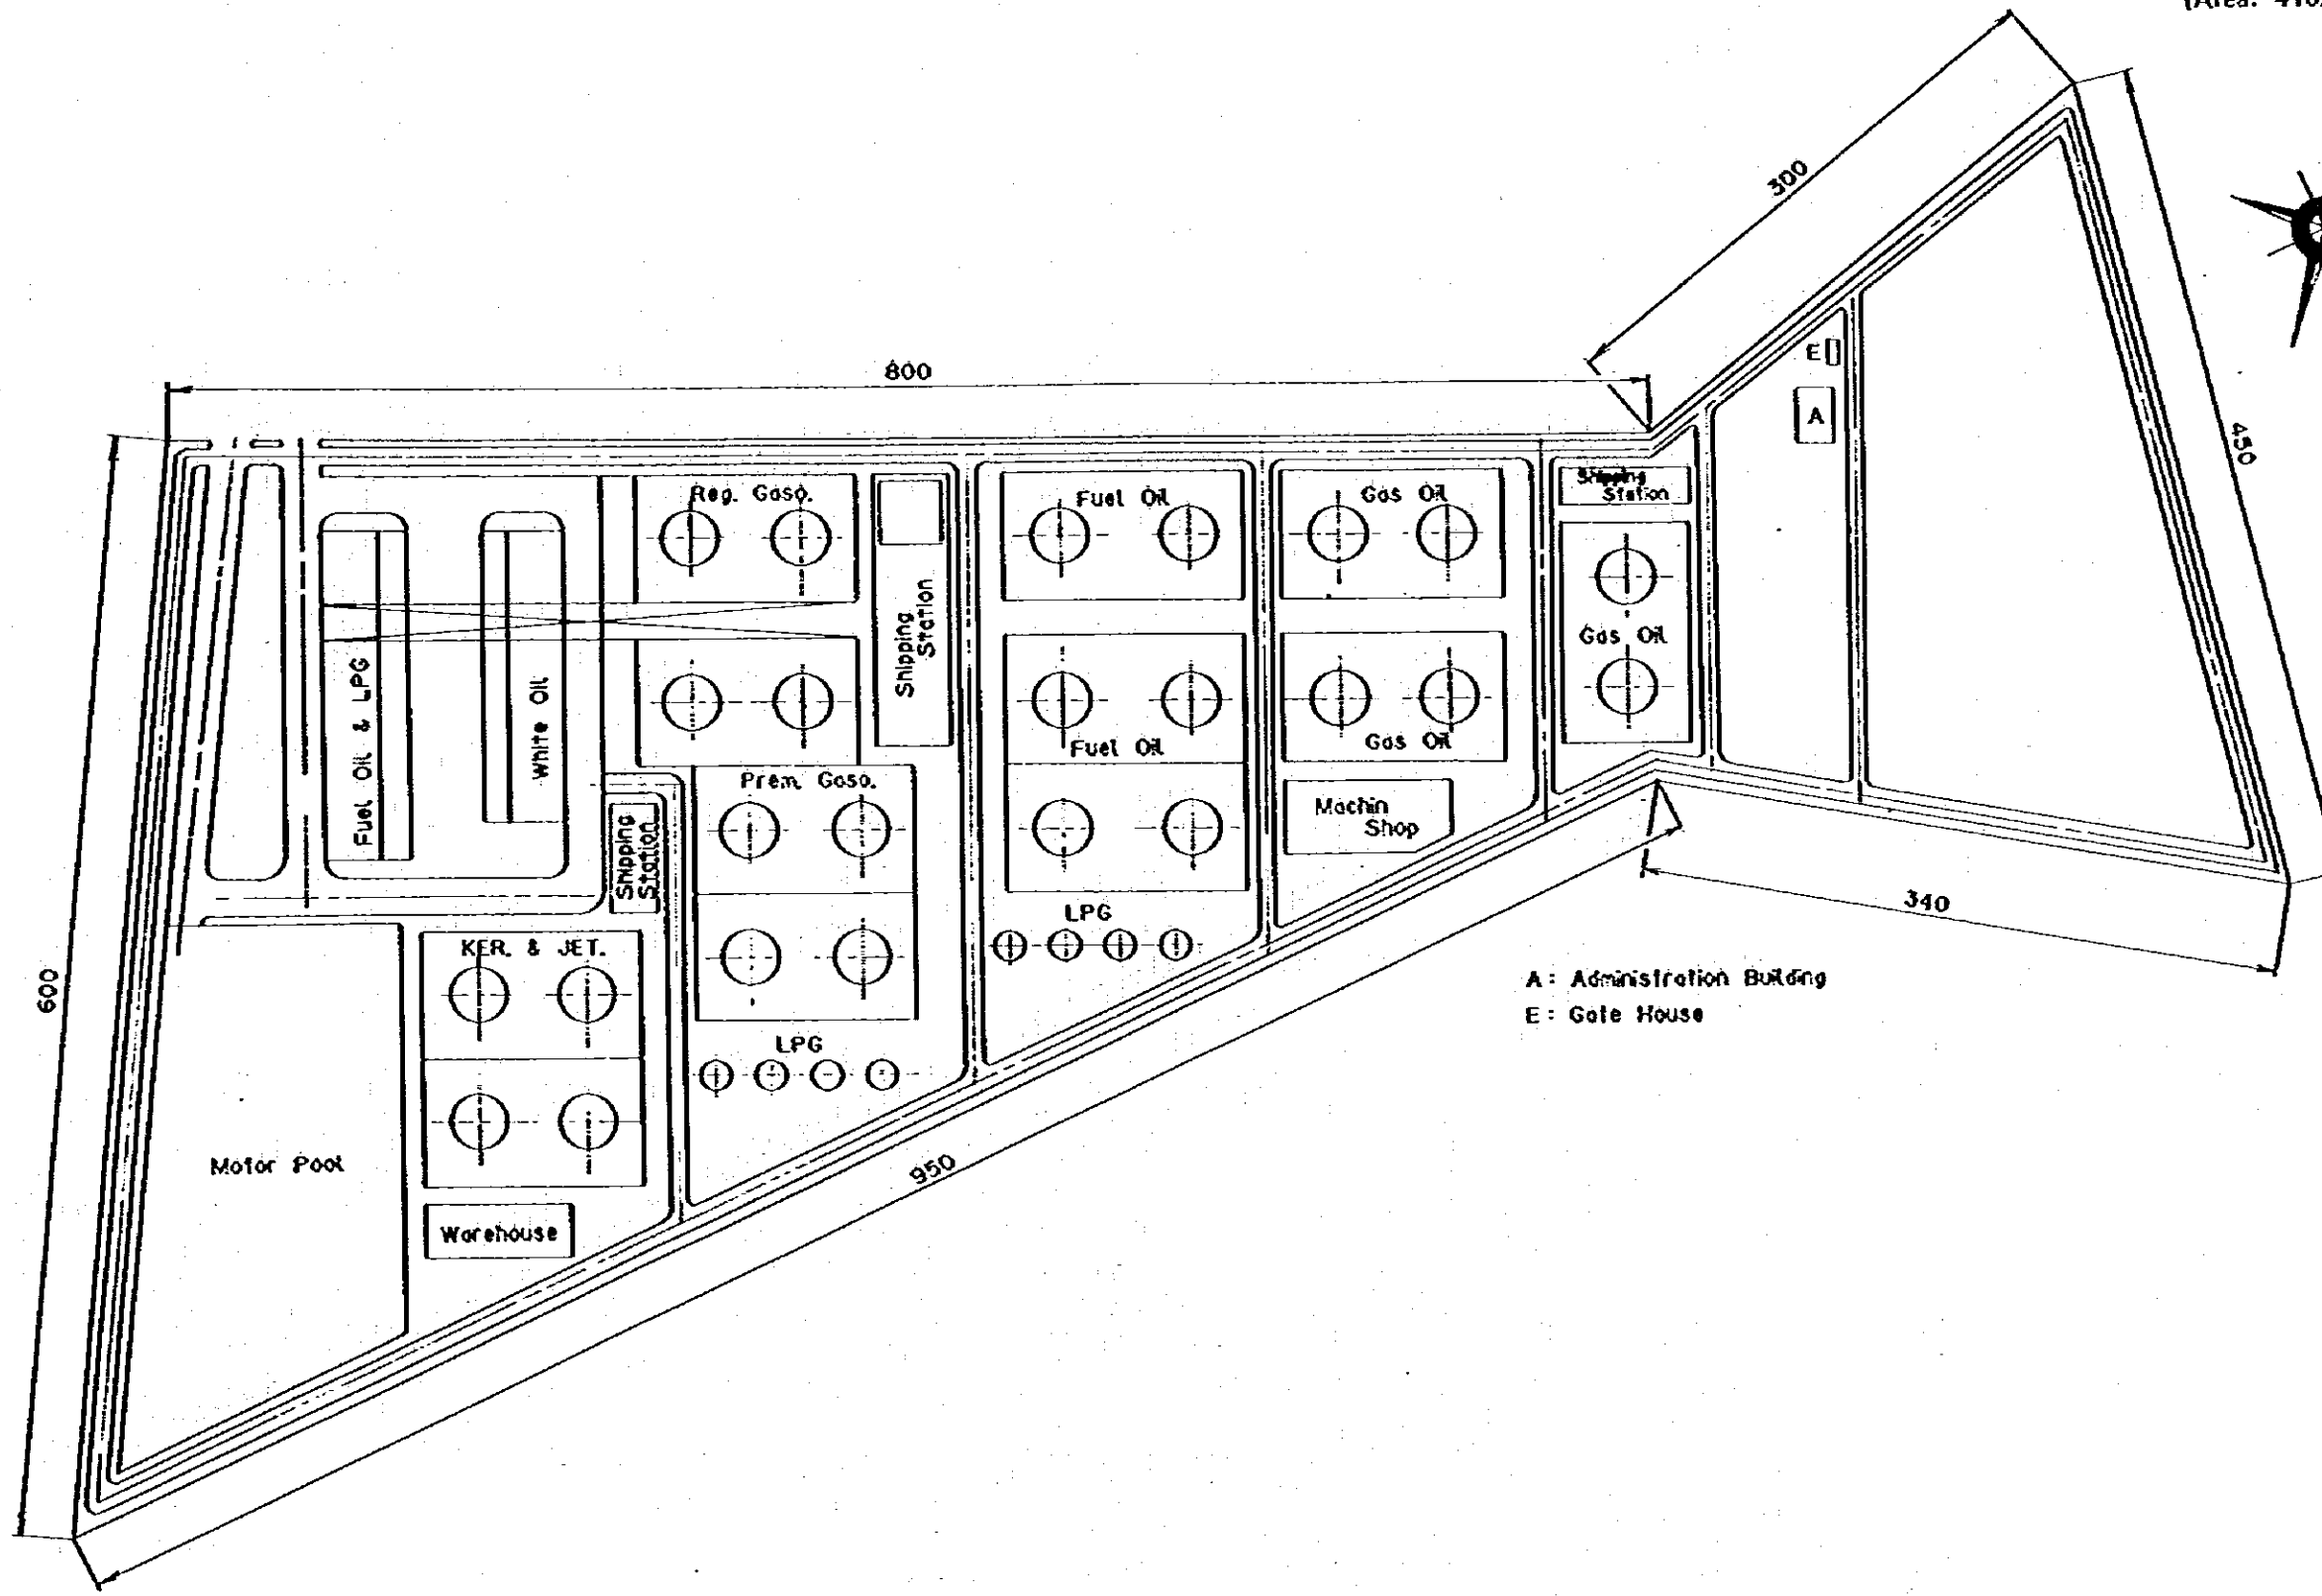 300
800
450
E
A
Reg. Gaso.
Fuel Oil
Gas Oil
Shipping
Station
Shipping
Station
Gas Oil
Fuel Oil & LPG
White Oil
Fuel Oil
Gas Oil
Prem. Gaso.
Machin
Shop
Shipping
Station
340
LPG
KER. & JET.
600
A : Administration Building
E : Gate House
LPG
Motor Pool
950
Warehouse